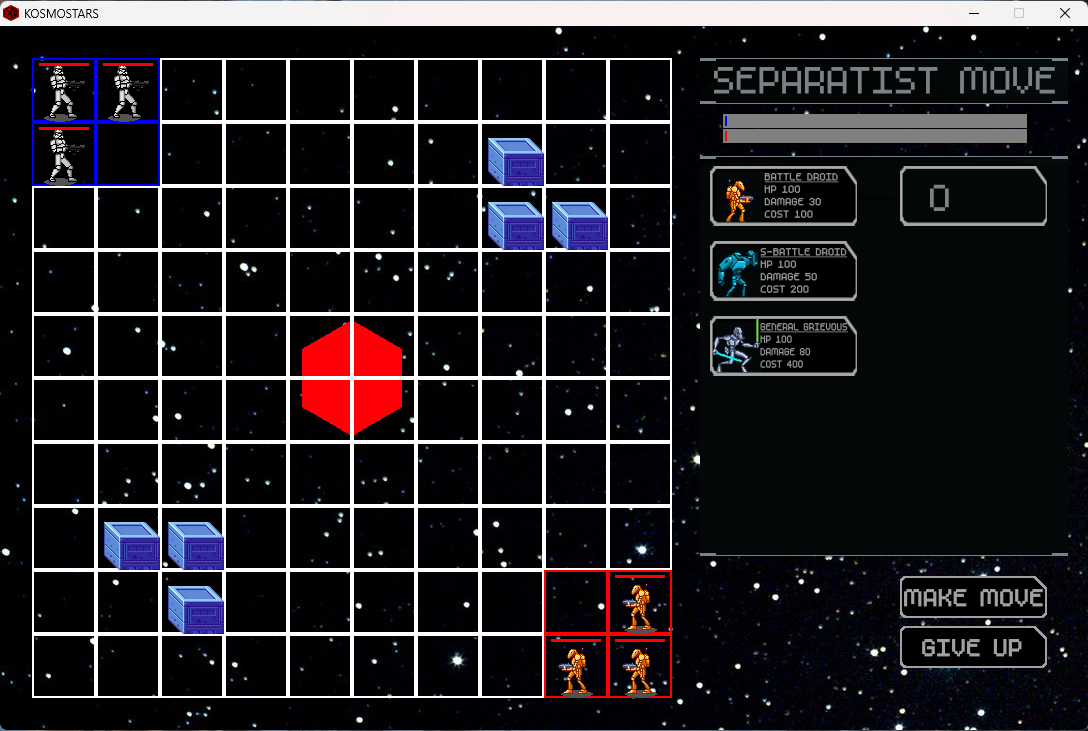 KOSMOSTARS
SEPARATIST MOVE
BATTLE DROID
HP 100
DAMAGE 30
COST 100
0
S-BATTLE DROID
HP 100
DAMAGE 50
COST 200
GENERAL GRIEVOUS
HP 100
DAMAGE 80
COST 400
MAKE MOVE
GIVE UP